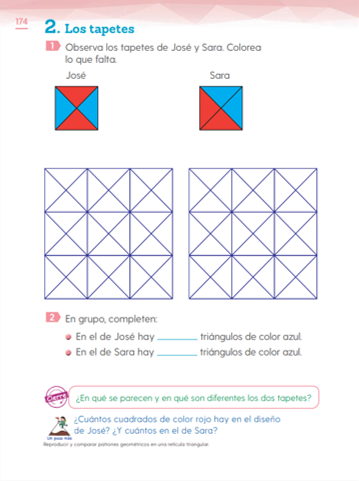 174
2. Los tapetes
1 Observa los tapetes de José y Sara. Colorea
lo que falta.
José Sara
2 En grupo, completen:
En el de José hay ________ triángulos de color azul.
En el de Sara hay ________ triángulos de color azul.
Cierre ¿En qué se parecen y en qué son diferentes los dos tapetes?
¿Cuántos cuadrados de color rojo hay en el diseño
de José? ¿Y cuántos en el de Sara?
Un paso más
Reproducir y comparar patrones geométricos en una retícula triangular.